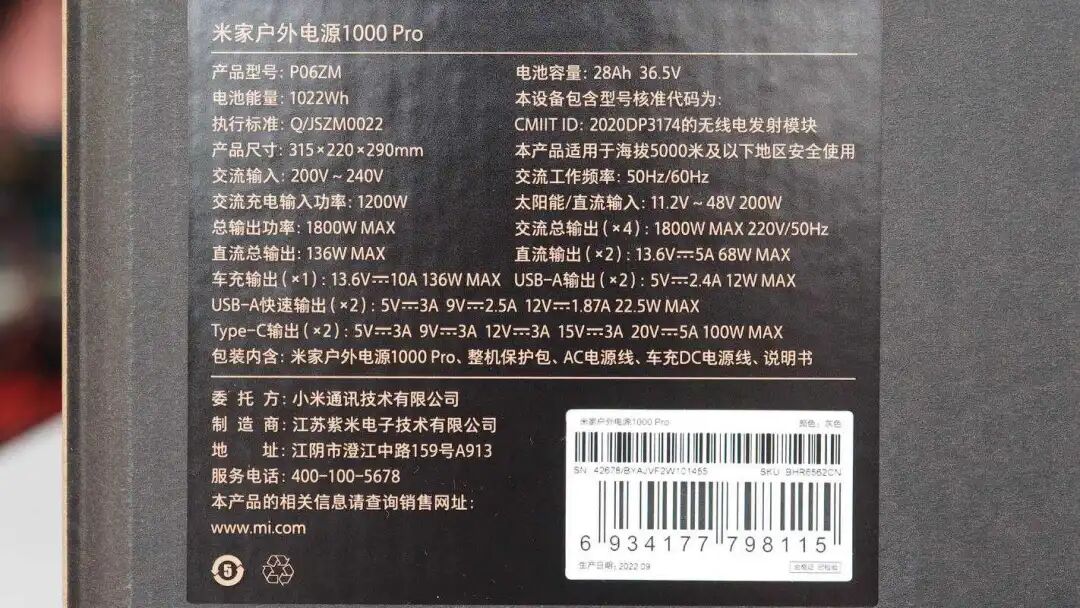 米家户外电源1000 Pro
产品型号: P06ZM
电池容量: 28Ah 36.5V
电池能量: 1022Wh
本设备包含型号核准代码为:
执行标准: Q/JSZM0022
CMIIT ID: 2020DP3174的无线电发射模块
产品尺寸: 315×220×290mm
本产品适用于海拔5000米及以下地区安全使用
交流输入: 200V~240V
交流工作频率: 50Hz/60Hz
交流充电输入功率: 1200W
太阳能/直流输入: 11.2V~48V 200W
总输出功率: 1800W MAX
交流总输出(×4): 1800W MAX 220V/50Hz
直流总输出: 136W MAX
直流输出(×2): 13.6V⎓5A 68W MAX
车充输出(×1): 13.6V⎓10A 136W MAX
USB-A输出(×2): 5V⎓2.4A 12W MAX
USB-A快速输出(×2): 5V⎓3A 9V⎓2.5A 12V⎓1.87A 22.5W MAX
Type-C输出(×2): 5V⎓3A 9V⎓3A 12V⎓3A 15V⎓3A 20V⎓5A 100W MAX
包装内含: 米家户外电源1000 Pro、整机保护包、AC电源线、车充DC电源线、说明书
委托方: 小米通讯技术有限公司
制造商: 江苏紫米电子技术有限公司
地址: 江阴市澄江中路159号A913
服务电话: 400-100-5678
本产品的相关信息请查询销售网址:
www.mi.com
5
米家户外电源1000 Pro
颜色: 灰色
SN: 42678/BYAJVF2W101455
SKU: BHR6562CN
6 934177 798115
生产日期: 2022.09
合格证 已检验